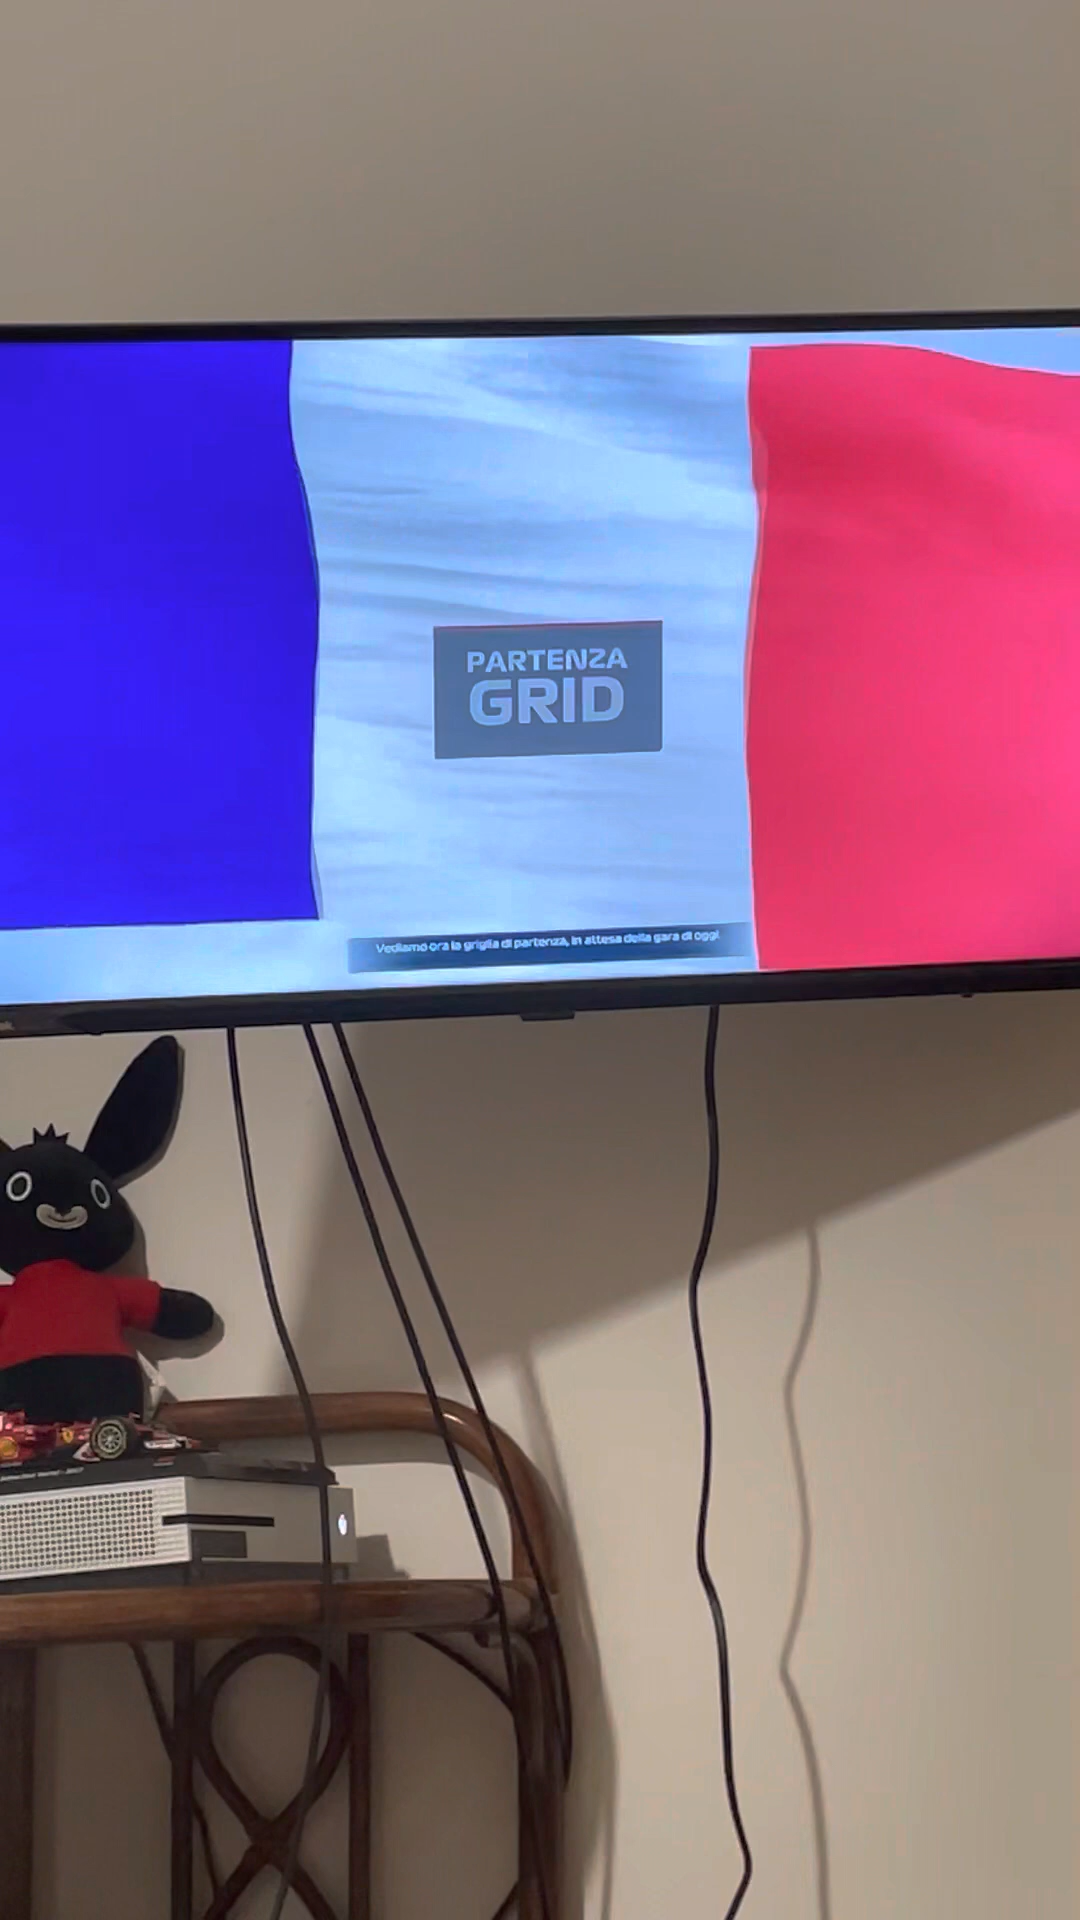 PARTENZA
GRID
Vediamo ora la griglia di partenza, in attesa della gara di oggi.